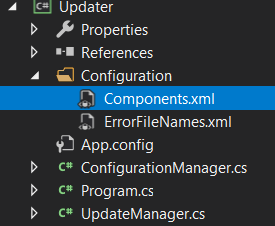 Updater
Properties
References
Configuration
Components.xml
ErrorFileNames.xml
App.config
C# ConfigurationManager.cs
C# Program.cs
C# UpdateManager.cs